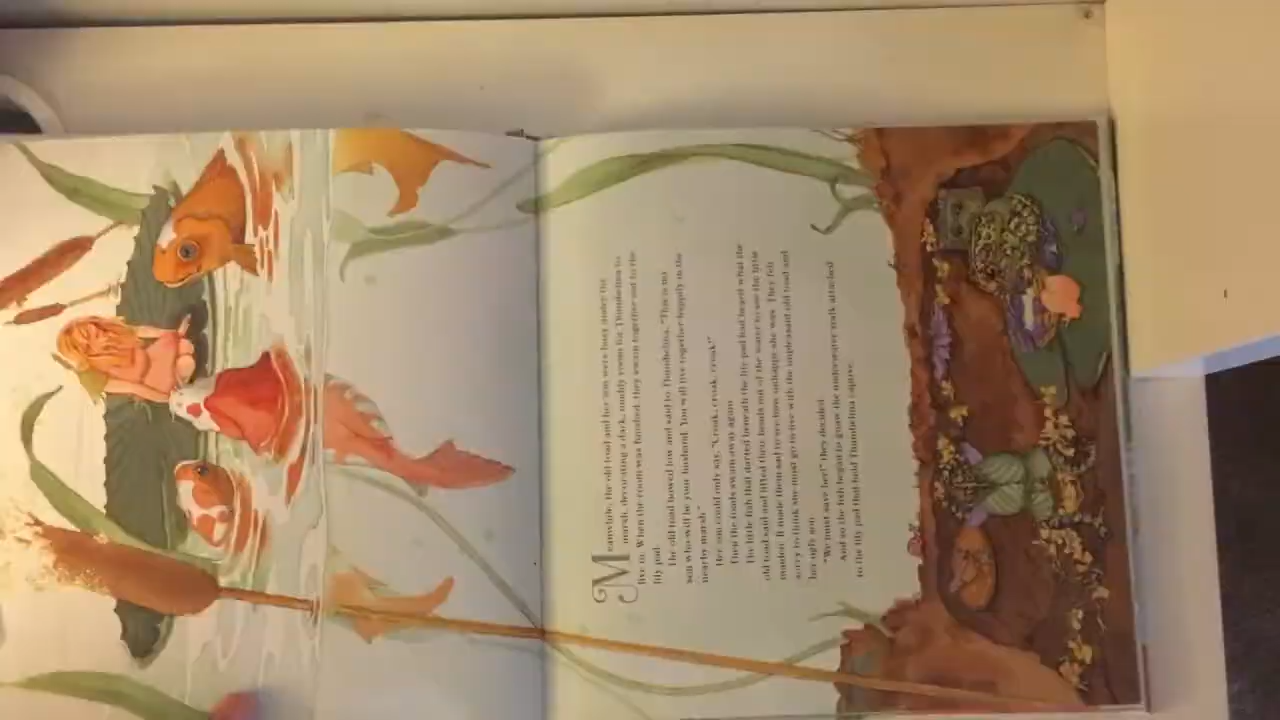 Meanwhile, the old toad and her son were busy under the
marsh, decorating a dark, muddy room for Thumbelina to
live in. When the room was finished, they swam together out to the
lily pad.
The old toad bowed low and said to Thumbelina, "This is my
son who will be your husband. You will live together happily in the
nearby marsh."
Her son could only say, "Croak, croak, croak!"
Then the toads swam away again.
The little fish that darted beneath the lily pad had heard what the
old toad said and lifted their heads out of the water to see the little
maiden. It made them sad to see how unhappy she was. They felt
sorry to think she must go to live with the unpleasant old toad and
her ugly son.
"We must save her!" they decided.
And so the fish began to gnaw the underwater stalk attached
to the lily pad that held Thumbelina captive.